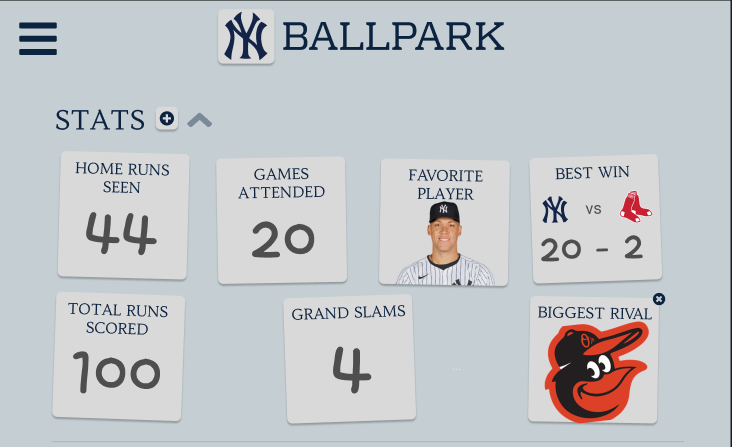 BALLPARK
STATS
HOME RUNS
SEEN
44
GAMES
ATTENDED
20
FAVORITE
PLAYER
BEST WIN
VS
20 - 2
TOTAL RUNS
SCORED
100
GRAND SLAMS
4
BIGGEST RIVAL